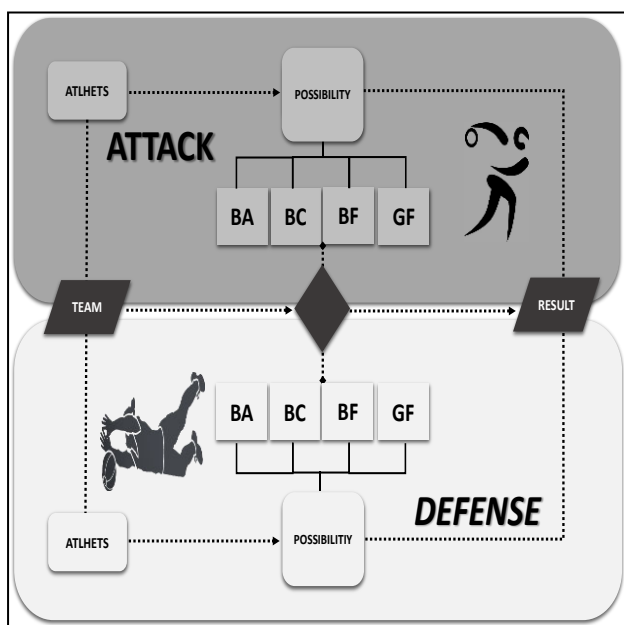 ATLHETS
POSSIBILITY
ATTACK
BA BC BF GF
TEAM
RESULT
BA BC BF GF
DEFENSE
ATLHETS
POSSIBILITIY